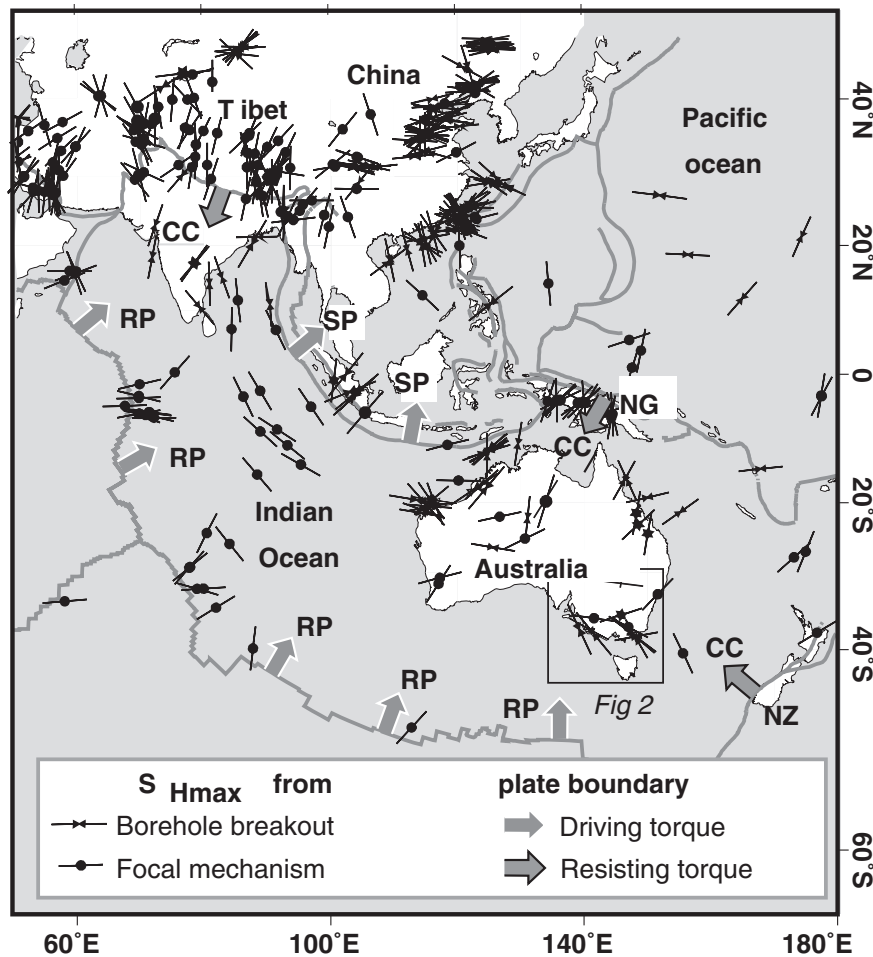 China
T ibet
Pacific
ocean
40°N
CC
20°N
RP
SP
0
SP
NG
CC
RP
Indian
Ocean
20°S
Australia
RP
CC
40°S
RP
RP
Fig 2
NZ
S Hmax from
plate boundary
Borehole breakout
Driving torque
Focal mechanism
Resisting torque
60°S
60°E
100°E
140°E
180°E